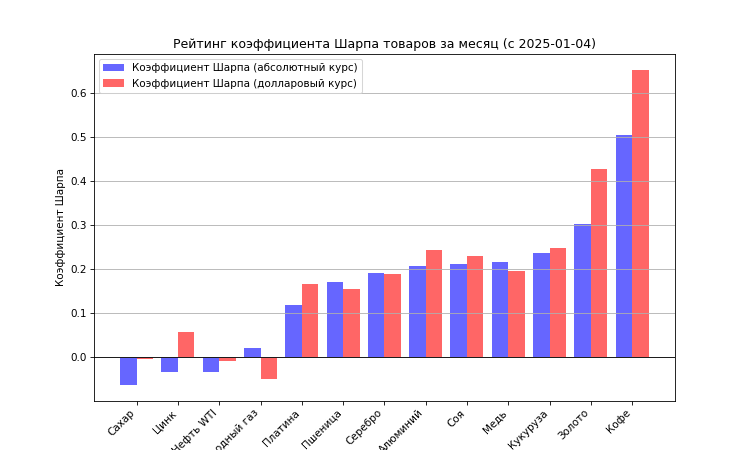 Рейтинг коэффициента Шарпа товаров за месяц (с 2025-01-04)
Коэффициент Шарпа (абсолютный курс)
Коэффициент Шарпа (долларовый курс)
Коэффициент Шарпа
0.6
0.5
0.4
0.3
0.2
0.1
0.0
Сахар
Цинк
Нефть WTI
одный газ
Платина
Пшеница
Серебро
Алюминий
Соя
Медь
Кукуруза
Золото
Кофе